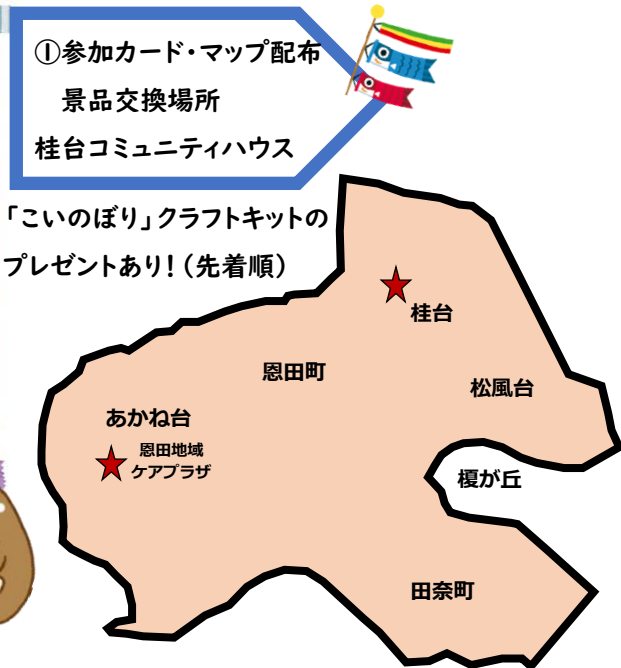 ①参加カード・マップ配布
景品交換場所
桂台コミュニティハウス
「こいのぼり」クラフトキットの
プレゼントあり！（先着順）
桂台
恩田町
松風台
あかね台
恩田地域
ケアプラザ
榎が丘
田奈町